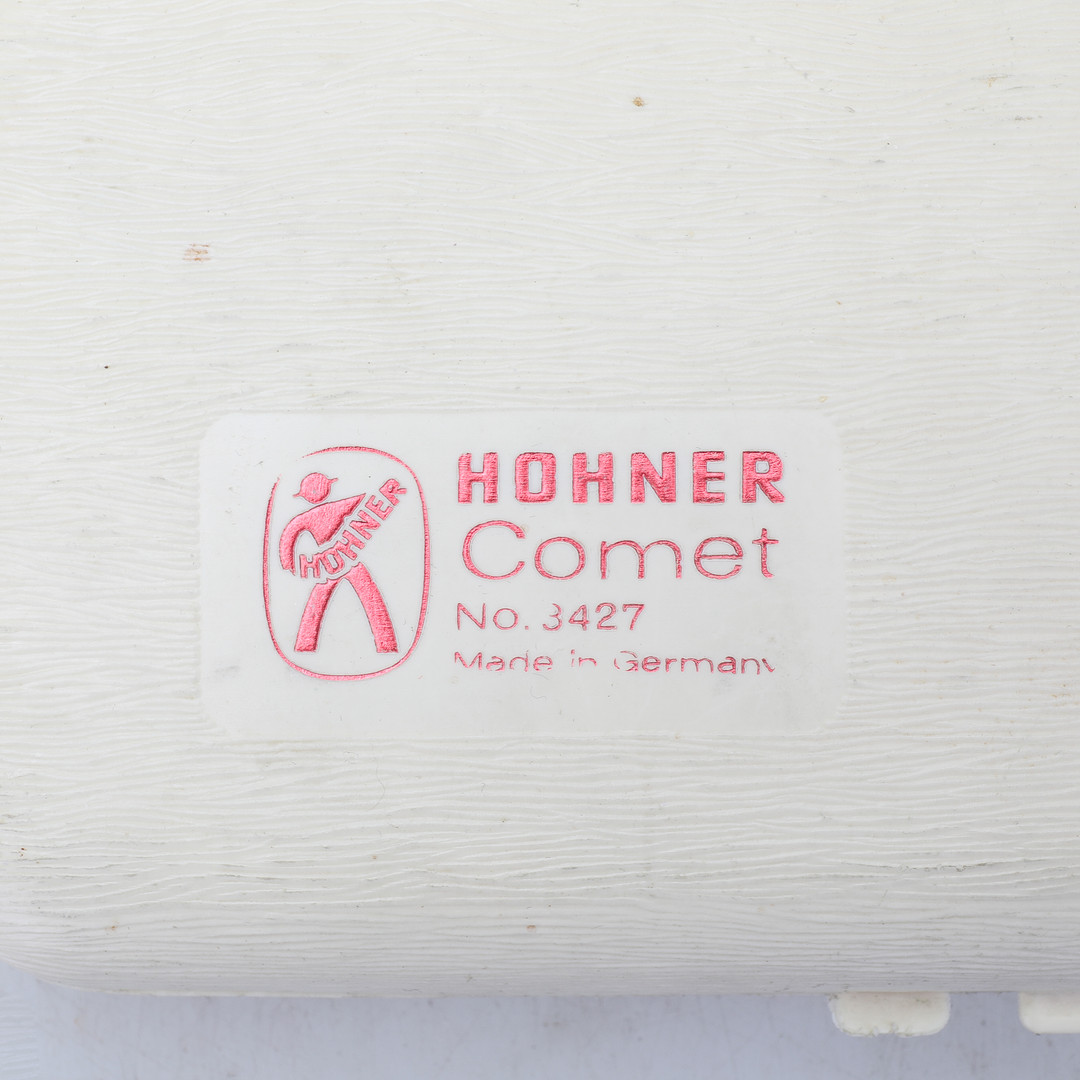 HOHNER
HOHNER
Comet
No. 3427
Made in Germany